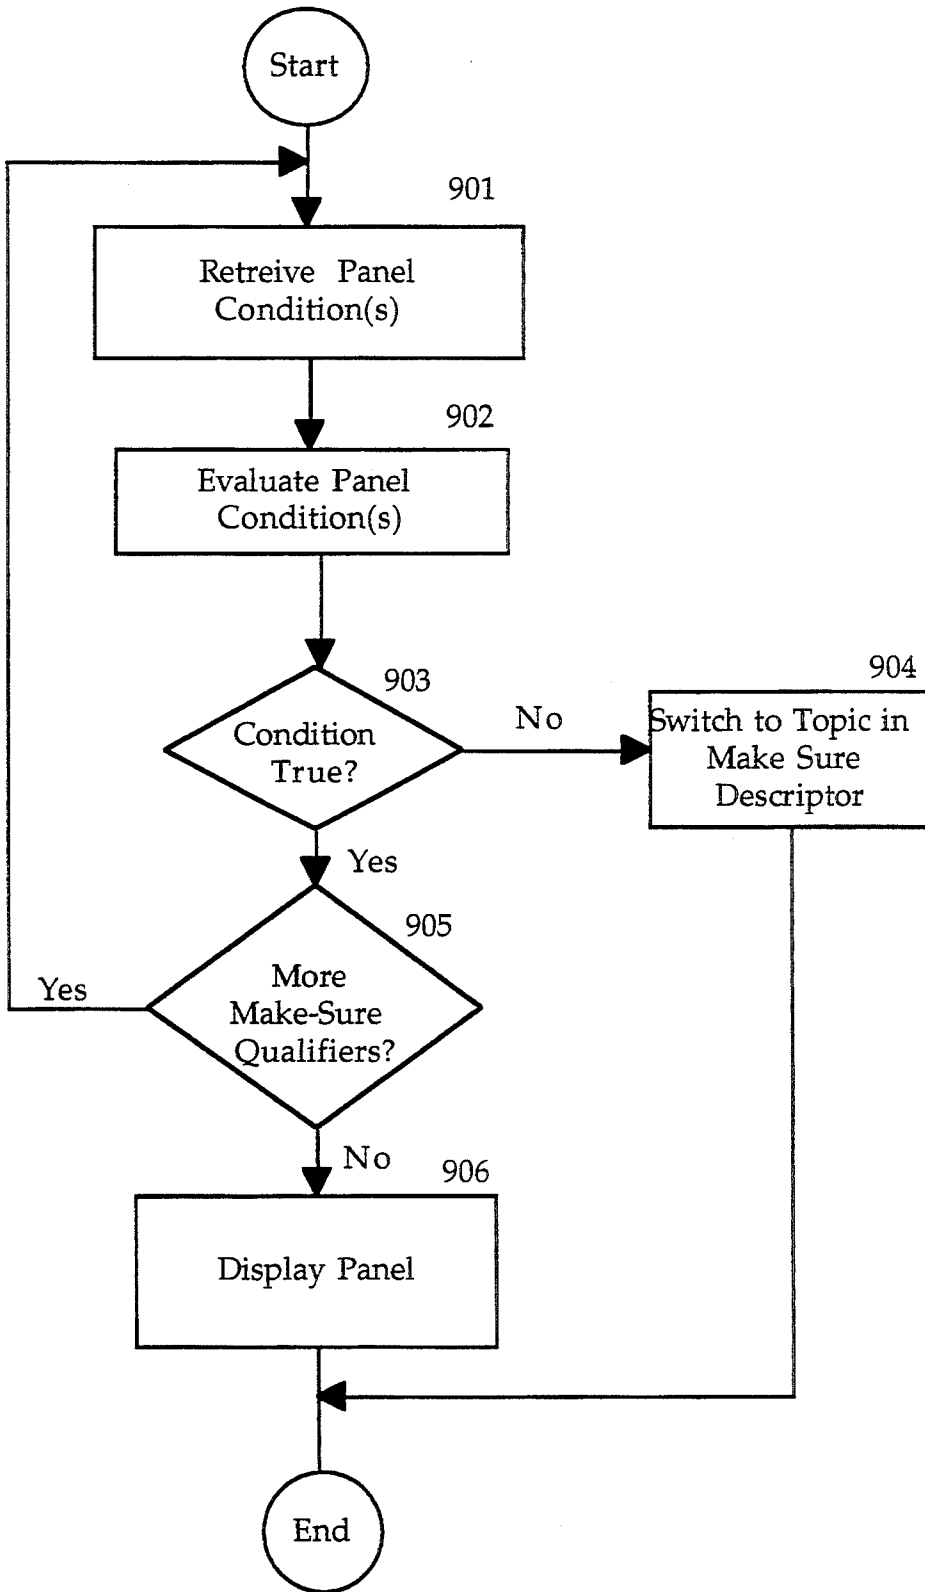 Start
901
Retreive Panel
Condition(s)
902
Evaluate Panel
Condition(s)
903
Condition
True?
No
904
Switch to Topic in
Make Sure
Descriptor
Yes
905
More
Make-Sure
Qualifiers?
Yes
No
906
Display Panel
End